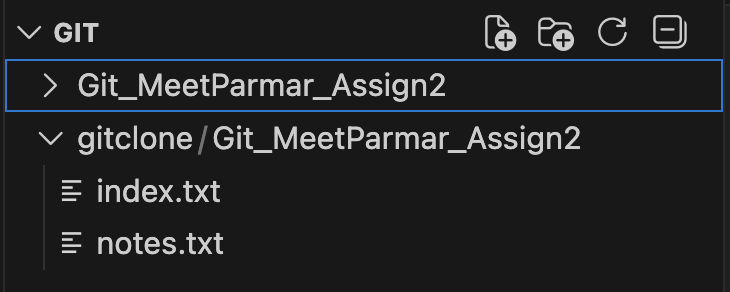 GIT
Git_MeetParmar_Assign2
gitclone/Git_MeetParmar_Assign2
index.txt
notes.txt